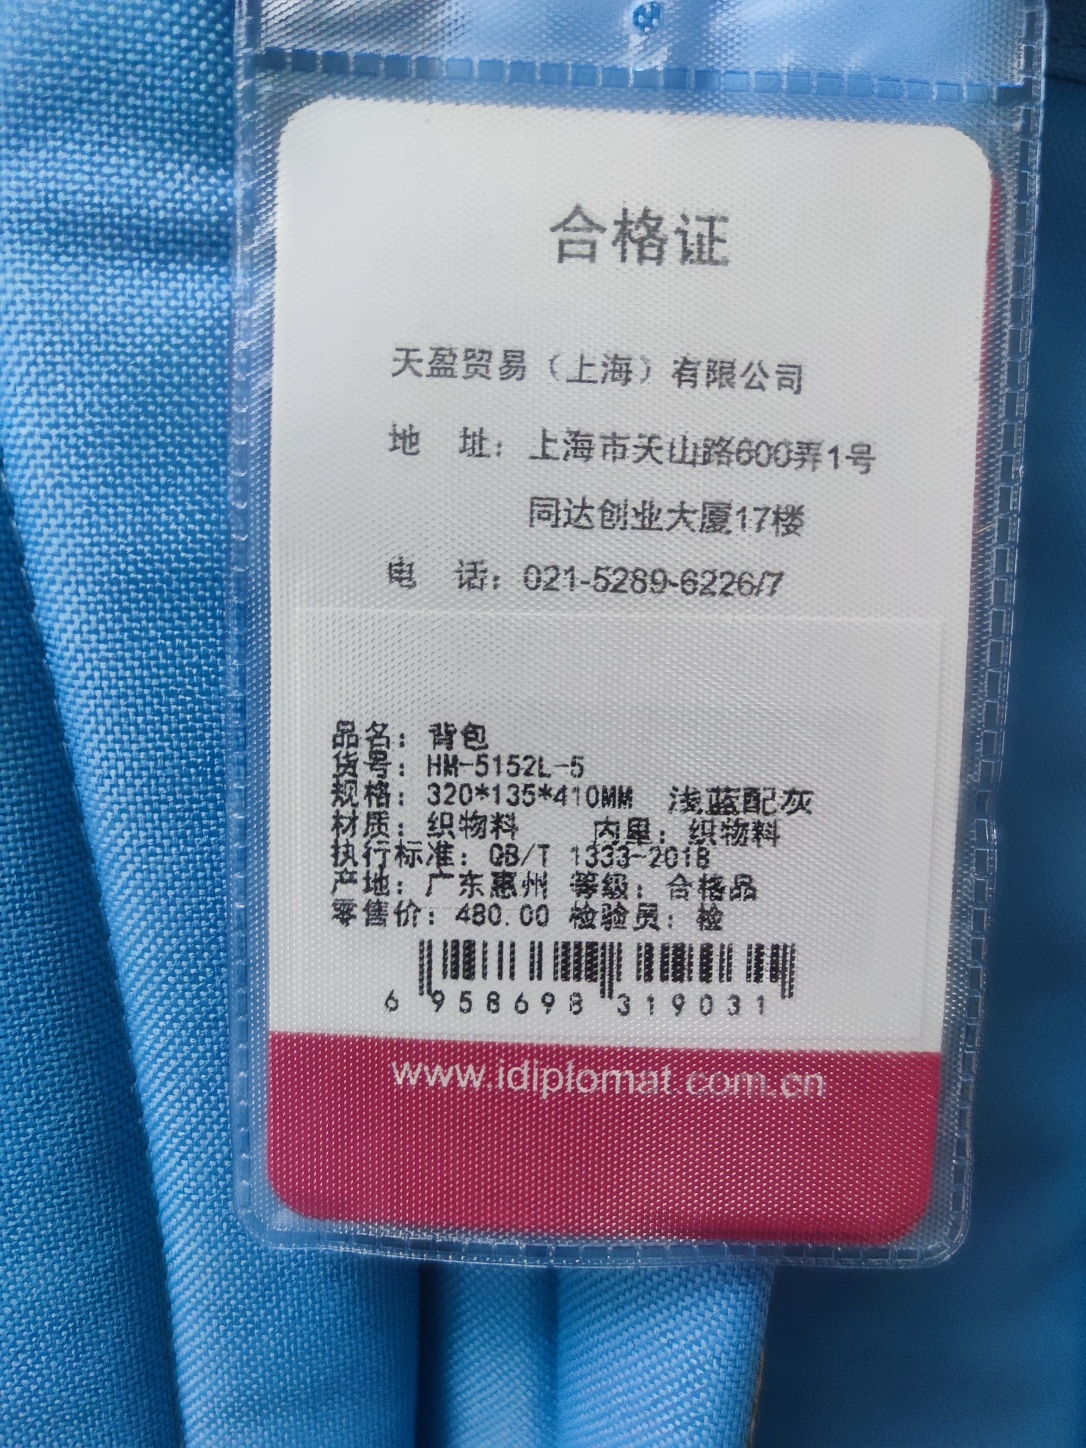 合格证
天盈贸易（上海）有限公司
地 址：上海市天山路600弄1号
同达创业大厦17楼
电 话：021-5289-6226/7
品名：背包
货号：HM-5152L-5
规格：320*135*410MM 浅蓝配灰
材质：织物料 内里：织物料
执行标准：QB/T 1333-2018
产地：广东惠州 等级：合格品
零售价：480.00 检验员：检
6 958698 319031
www.idiplomat.com.cn